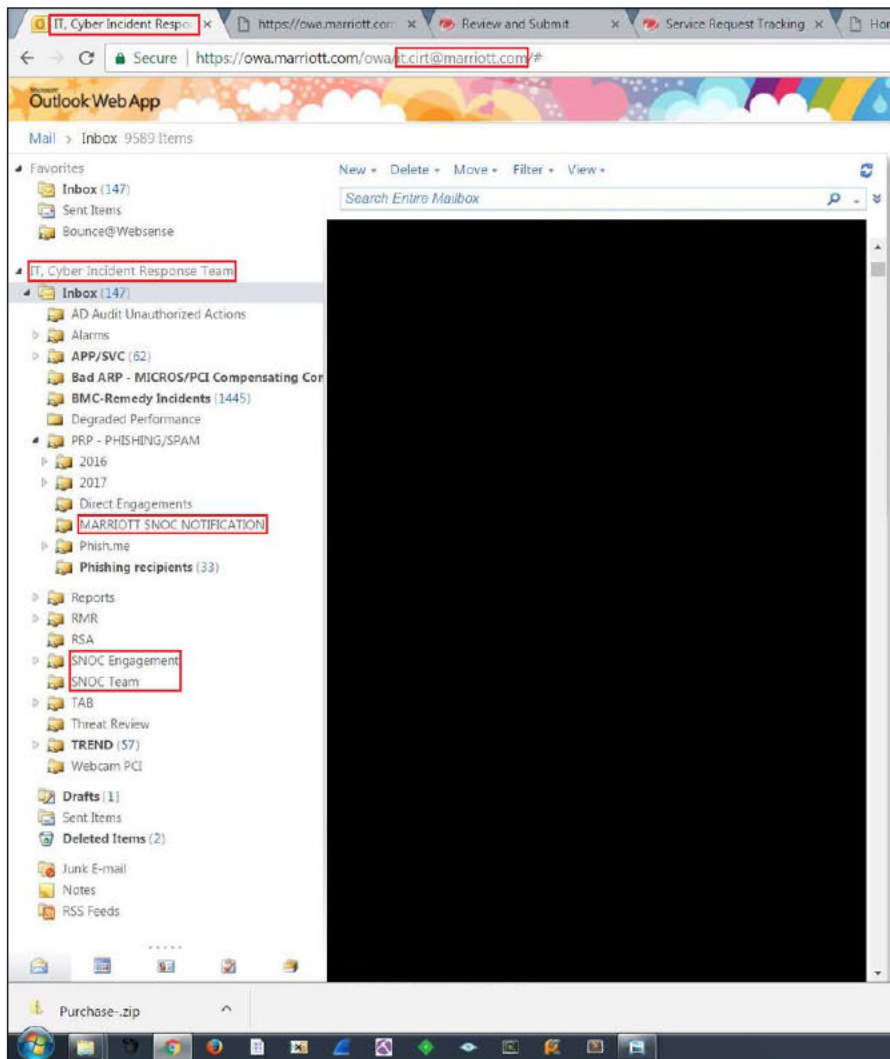 IT, Cyber Incident Respo
https://owa.marriott.com
Review and Submit
Service Request Tracking
Hor
Secure | https://owa.marriott.com/owa/it.cirt@marriott.com/#
Microsoft
Outlook Web App
Mail > Inbox 9589 Items
Favorites
Inbox (147)
Sent Items
Bounce@Websense
New Delete Move Filter View
Search Entire Mailbox
IT, Cyber Incident Response Team
Inbox (147)
AD Audit Unauthorized Actions
Alarms
APP/SVC (62)
Bad ARP - MICROS/PCI Compensating Cor
BMC-Remedy Incidents (1445)
Degraded Performance
PRP - PHISHING/SPAM
2016
2017
Direct Engagements
MARRIOTT SNOC NOTIFICATION
Phish.me
Phishing recipients (33)
Reports
RMR
RSA
SNOC Engagement
SNOC Team
TAB
Threat Review
TREND (57)
Webcam PCI
Drafts [1]
Sent Items
Deleted Items (2)
Junk E-mail
Notes
RSS Feeds
Purchase-.zip